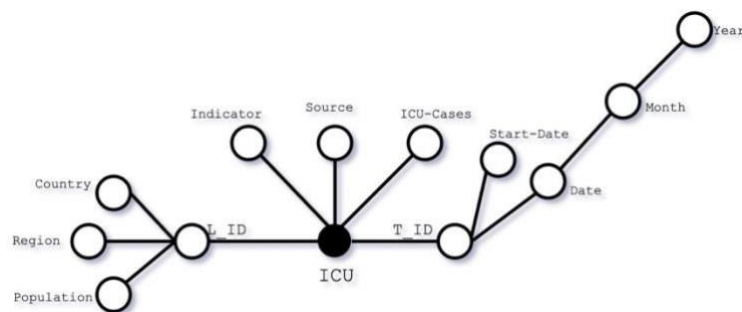 Year
Month
Indicator
Source
ICU-Cases
Start-Date
Date
Country
Region
L_ID
T_ID
ICU
Population